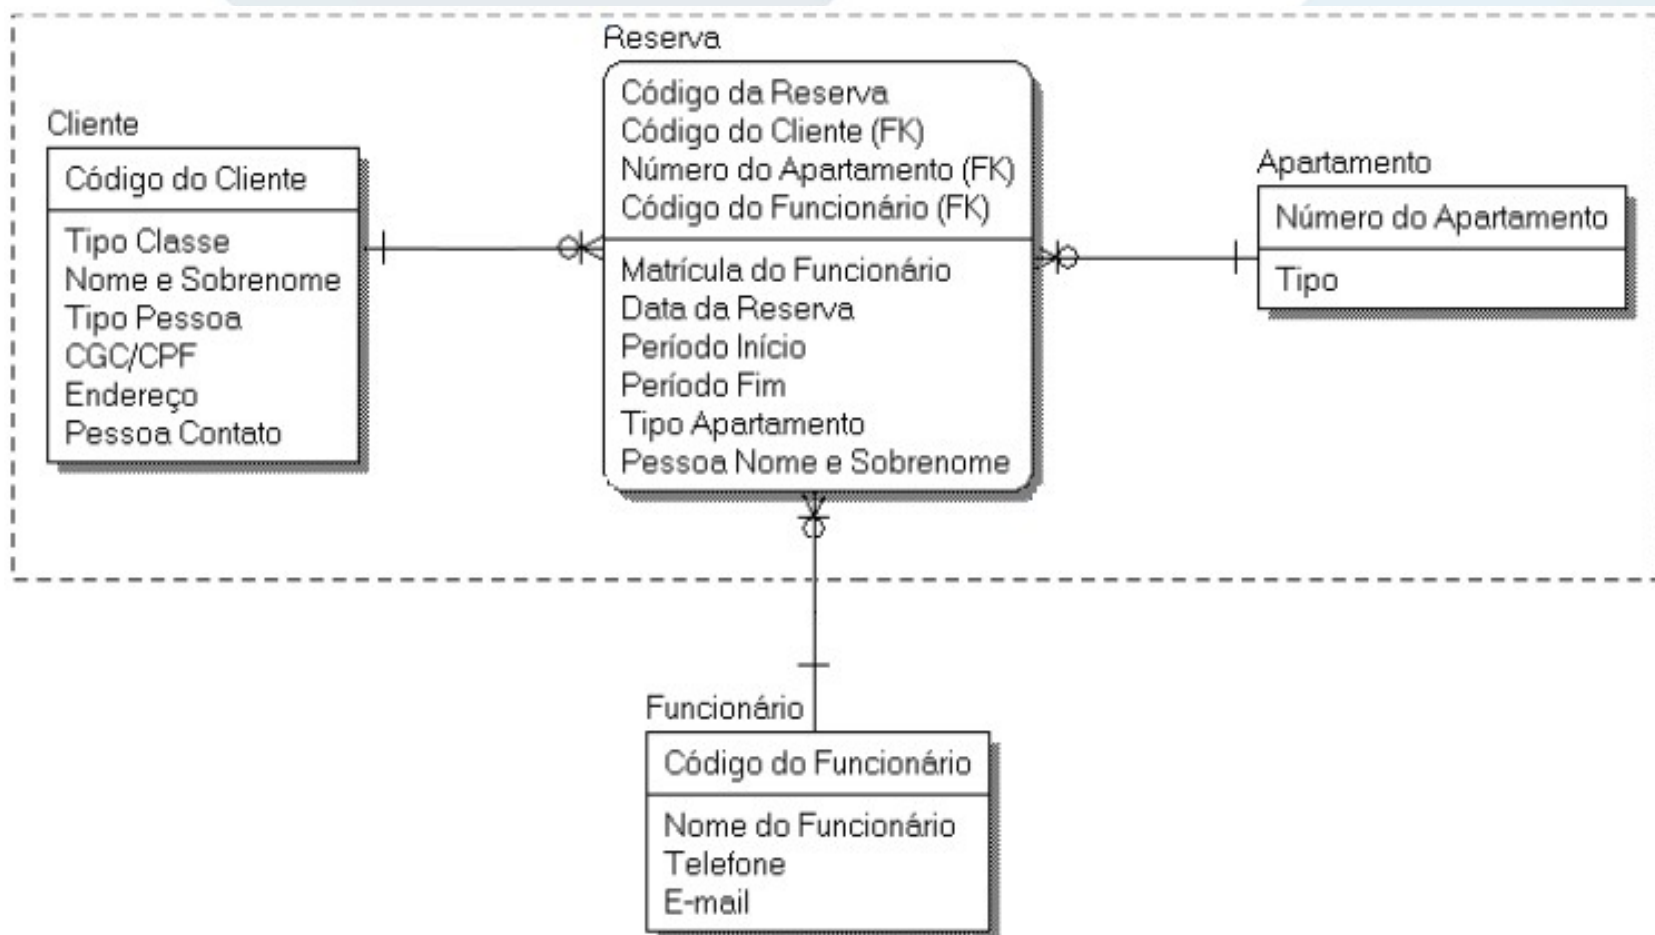 Reserva
Código da Reserva
Código do Cliente (FK)
Número do Apartamento (FK)
Código do Funcionário (FK)
Matrícula do Funcionário
Data da Reserva
Período Início
Período Fim
Tipo Apartamento
Pessoa Nome e Sobrenome
Cliente
Código do Cliente
Tipo Classe
Nome e Sobrenome
Tipo Pessoa
CGC/CPF
Endereço
Pessoa Contato
Apartamento
Número do Apartamento
Tipo
Funcionário
Código do Funcionário
Nome do Funcionário
Telefone
E-mail